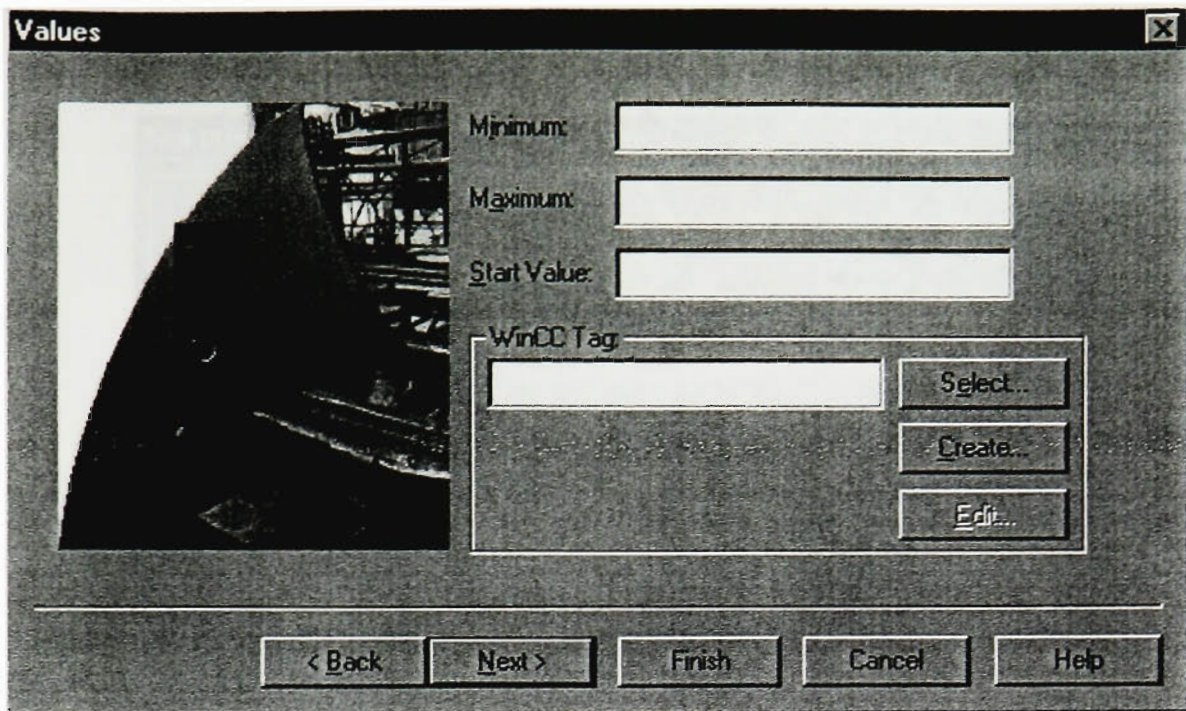 Values
Minimum:
Maximum:
Start Value:
WinCC Tag:
Select...
Create...
Edit...
< Back
Next >
Finish
Cancel
Help